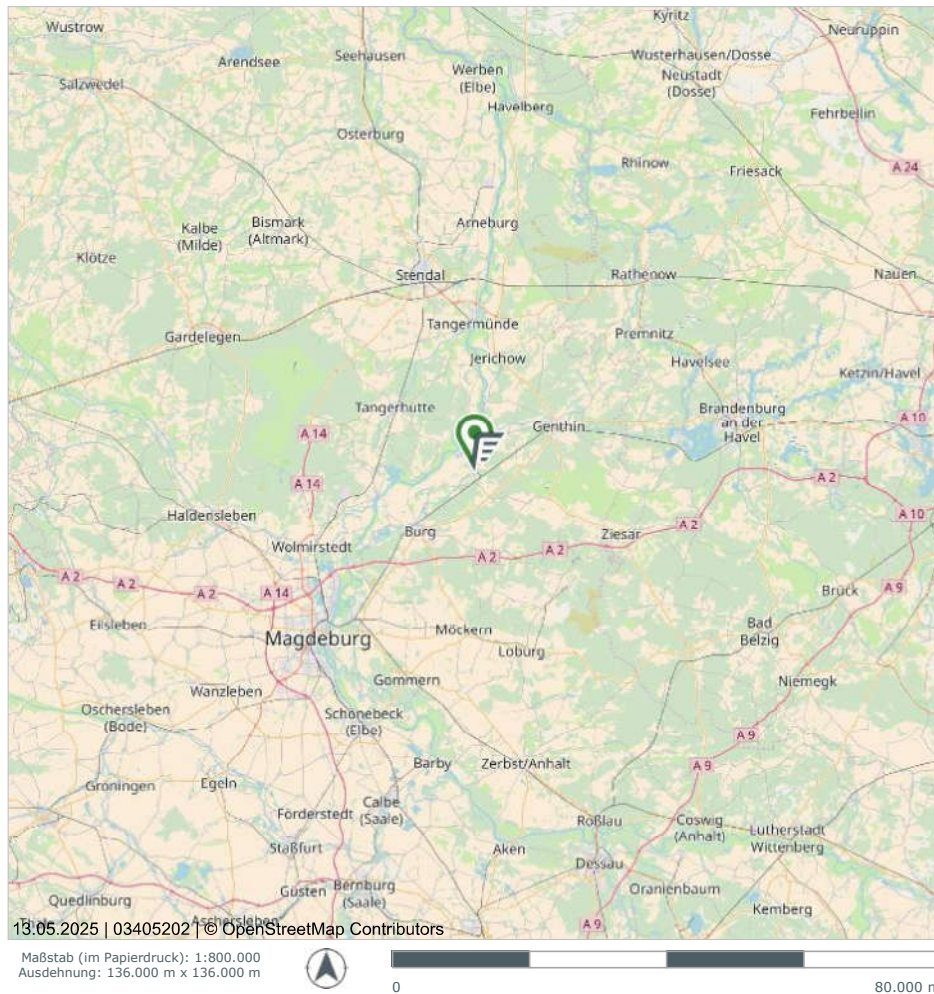 Kyritz
Wustrow
Neuruppin
Seehausen
Wusterhausen/Dosse
Arendsee
Werben
(Elbe)
Neustadt
(Dosse)
Salzwedel
Havelberg
Fehrbellin
Osterburg
Rhinow
A 24
Friesack
Arneburg
Bismark
(Altmark)
Kalbe
(Milde)
Klötze
Stendal
Rathenow
Nauen
Tangermünde
Gardelegen
Premnitz
Jerichow
Havelsee
Ketzin/Havel
Tangerhütte
Brandenburg
an der
Havel
A 10
Genthin
A 14
A 2
A 14
Haldensleben
A 10
A 2
Burg
Ziesar
Wolmirstedt
A 2
A 2
A 2
A 2
A 2
A 14
A 9
Brück
Eilsleben
Möckern
Bad
Belzig
Magdeburg
Loburg
Gommern
Niemegk
Wanzleben
Oschersleben
(Bode)
Schönebeck
(Elbe)
A 9
Barby
Zerbst/Anhalt
A 9
Gröningen
Egeln
Calbe
(Saale)
Förderstedt
Roßlau
Coswig
(Anhalt)
Lutherstadt
Wittenberg
Staßfurt
Aken
Dessau
Güsten
Bernburg
(Saale)
Oranienbaum
Quedlinburg
Kemberg
Thale
Aschersleben
A 9
13.05.2025 | 03405202 | © OpenStreetMap Contributors
Maßstab (im Papierdruck): 1:800.000
Ausdehnung: 136.000 m x 136.000 m
0
80.000 m